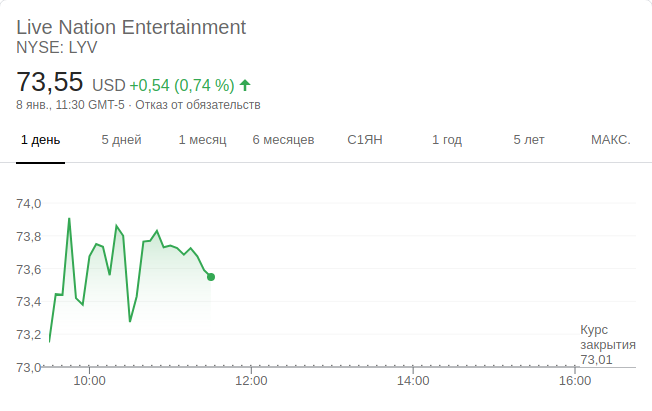 Live Nation Entertainment
NYSE: LYV
73,55 USD +0,54 (0,74 %)
8 янв., 11:30 GMT-5 · Отказ от обязательств
1 день 5 дней 1 месяц 6 месяцев С1ЯН 1 год 5 лет МАКС.
74,0
73,8
73,6
73,4
73,2
73,0
Курс
закрытия
73,01
10:00 12:00 14:00 16:00